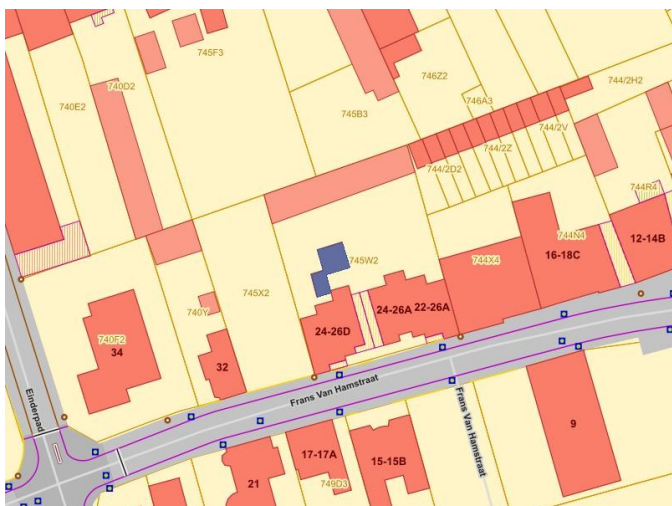 745F3
740D2
740E2
746Z2
744/2H2
746A3
745B3
744/2V
744/2Z
744/2D2
744R4
744N4
12-14B
745W2
744X4
16-18C
745X2
740Y
24-26A
22-26A
24-26D
740F2
34
32
Frans Van Hamstraat
Einderpad
Frans Van Hamstraat
9
17-17A
15-15B
21
749D3